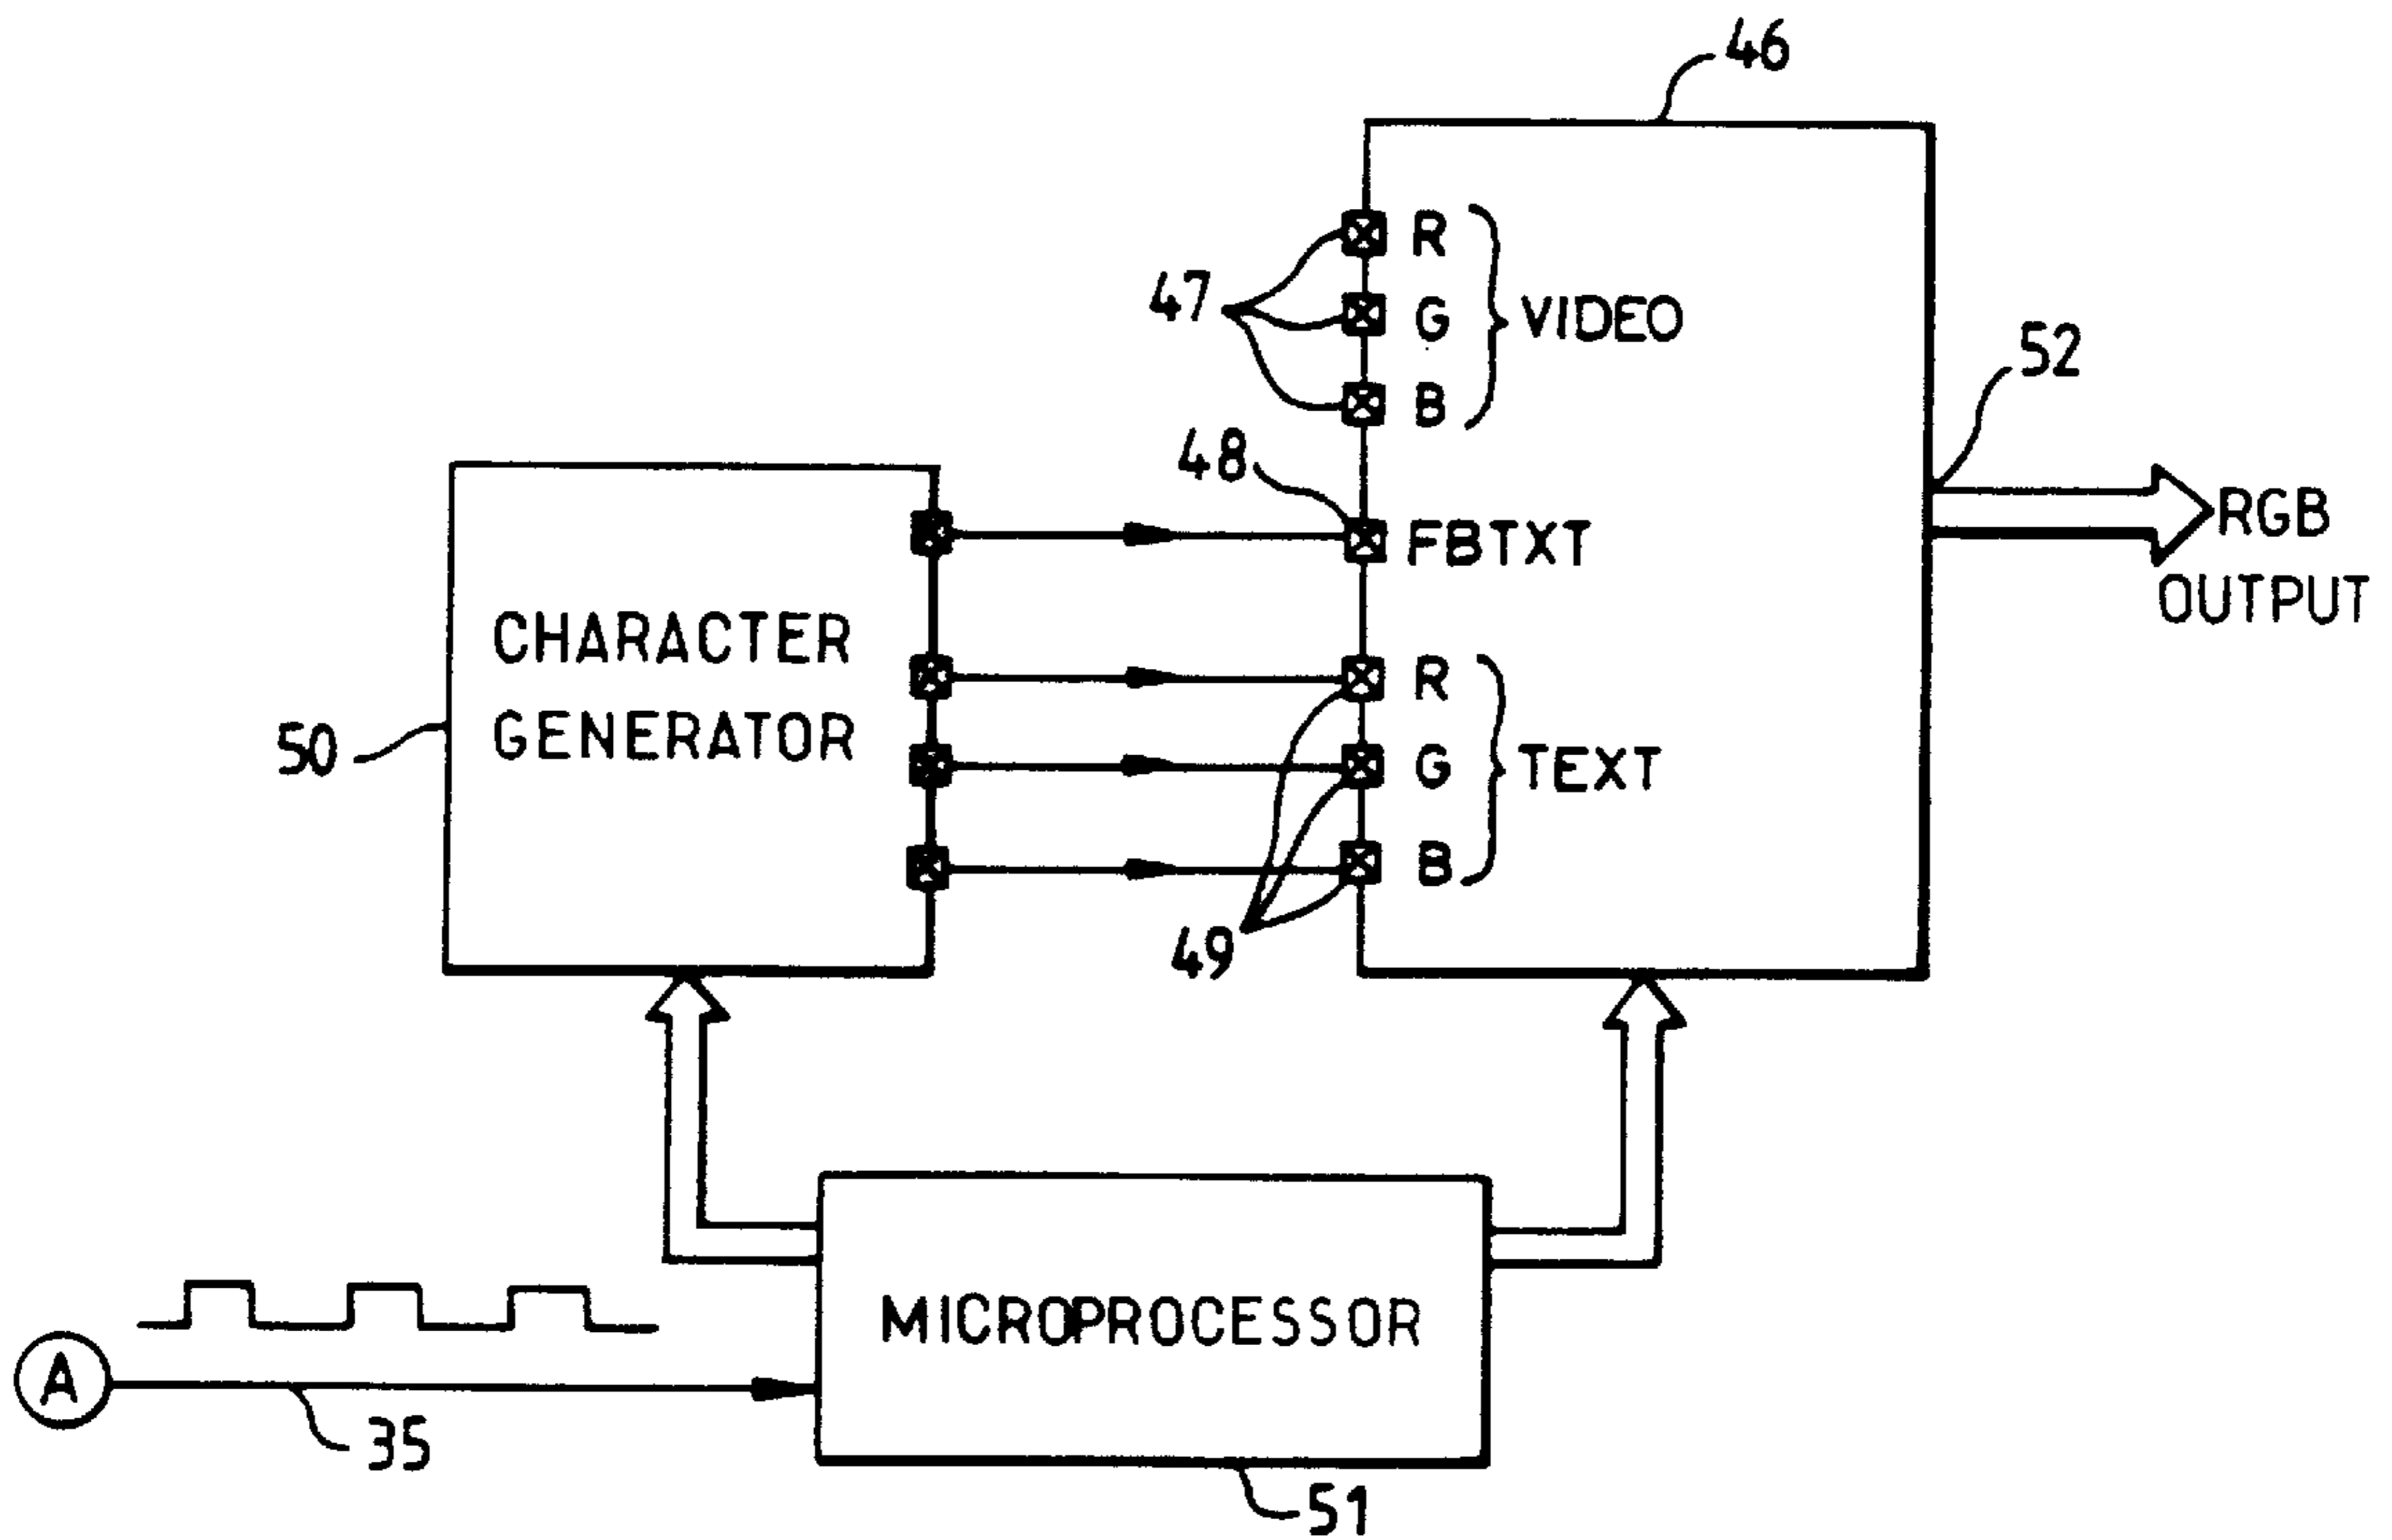 46
R
47
G
VIDEO
B
52
48
FBTXT
RGB
OUTPUT
CHARACTER
GENERATOR
50
R
G
TEXT
B
49
MICROPROCESSOR
A
35
51